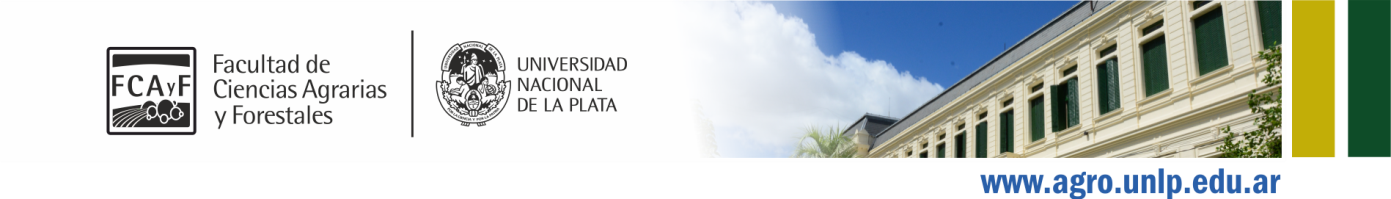 FCAyF
Facultad de
Ciencias Agrarias
y Forestales
UNIVERSIDAD
NACIONAL
DE LA PLATA
www.agro.unlp.edu.ar